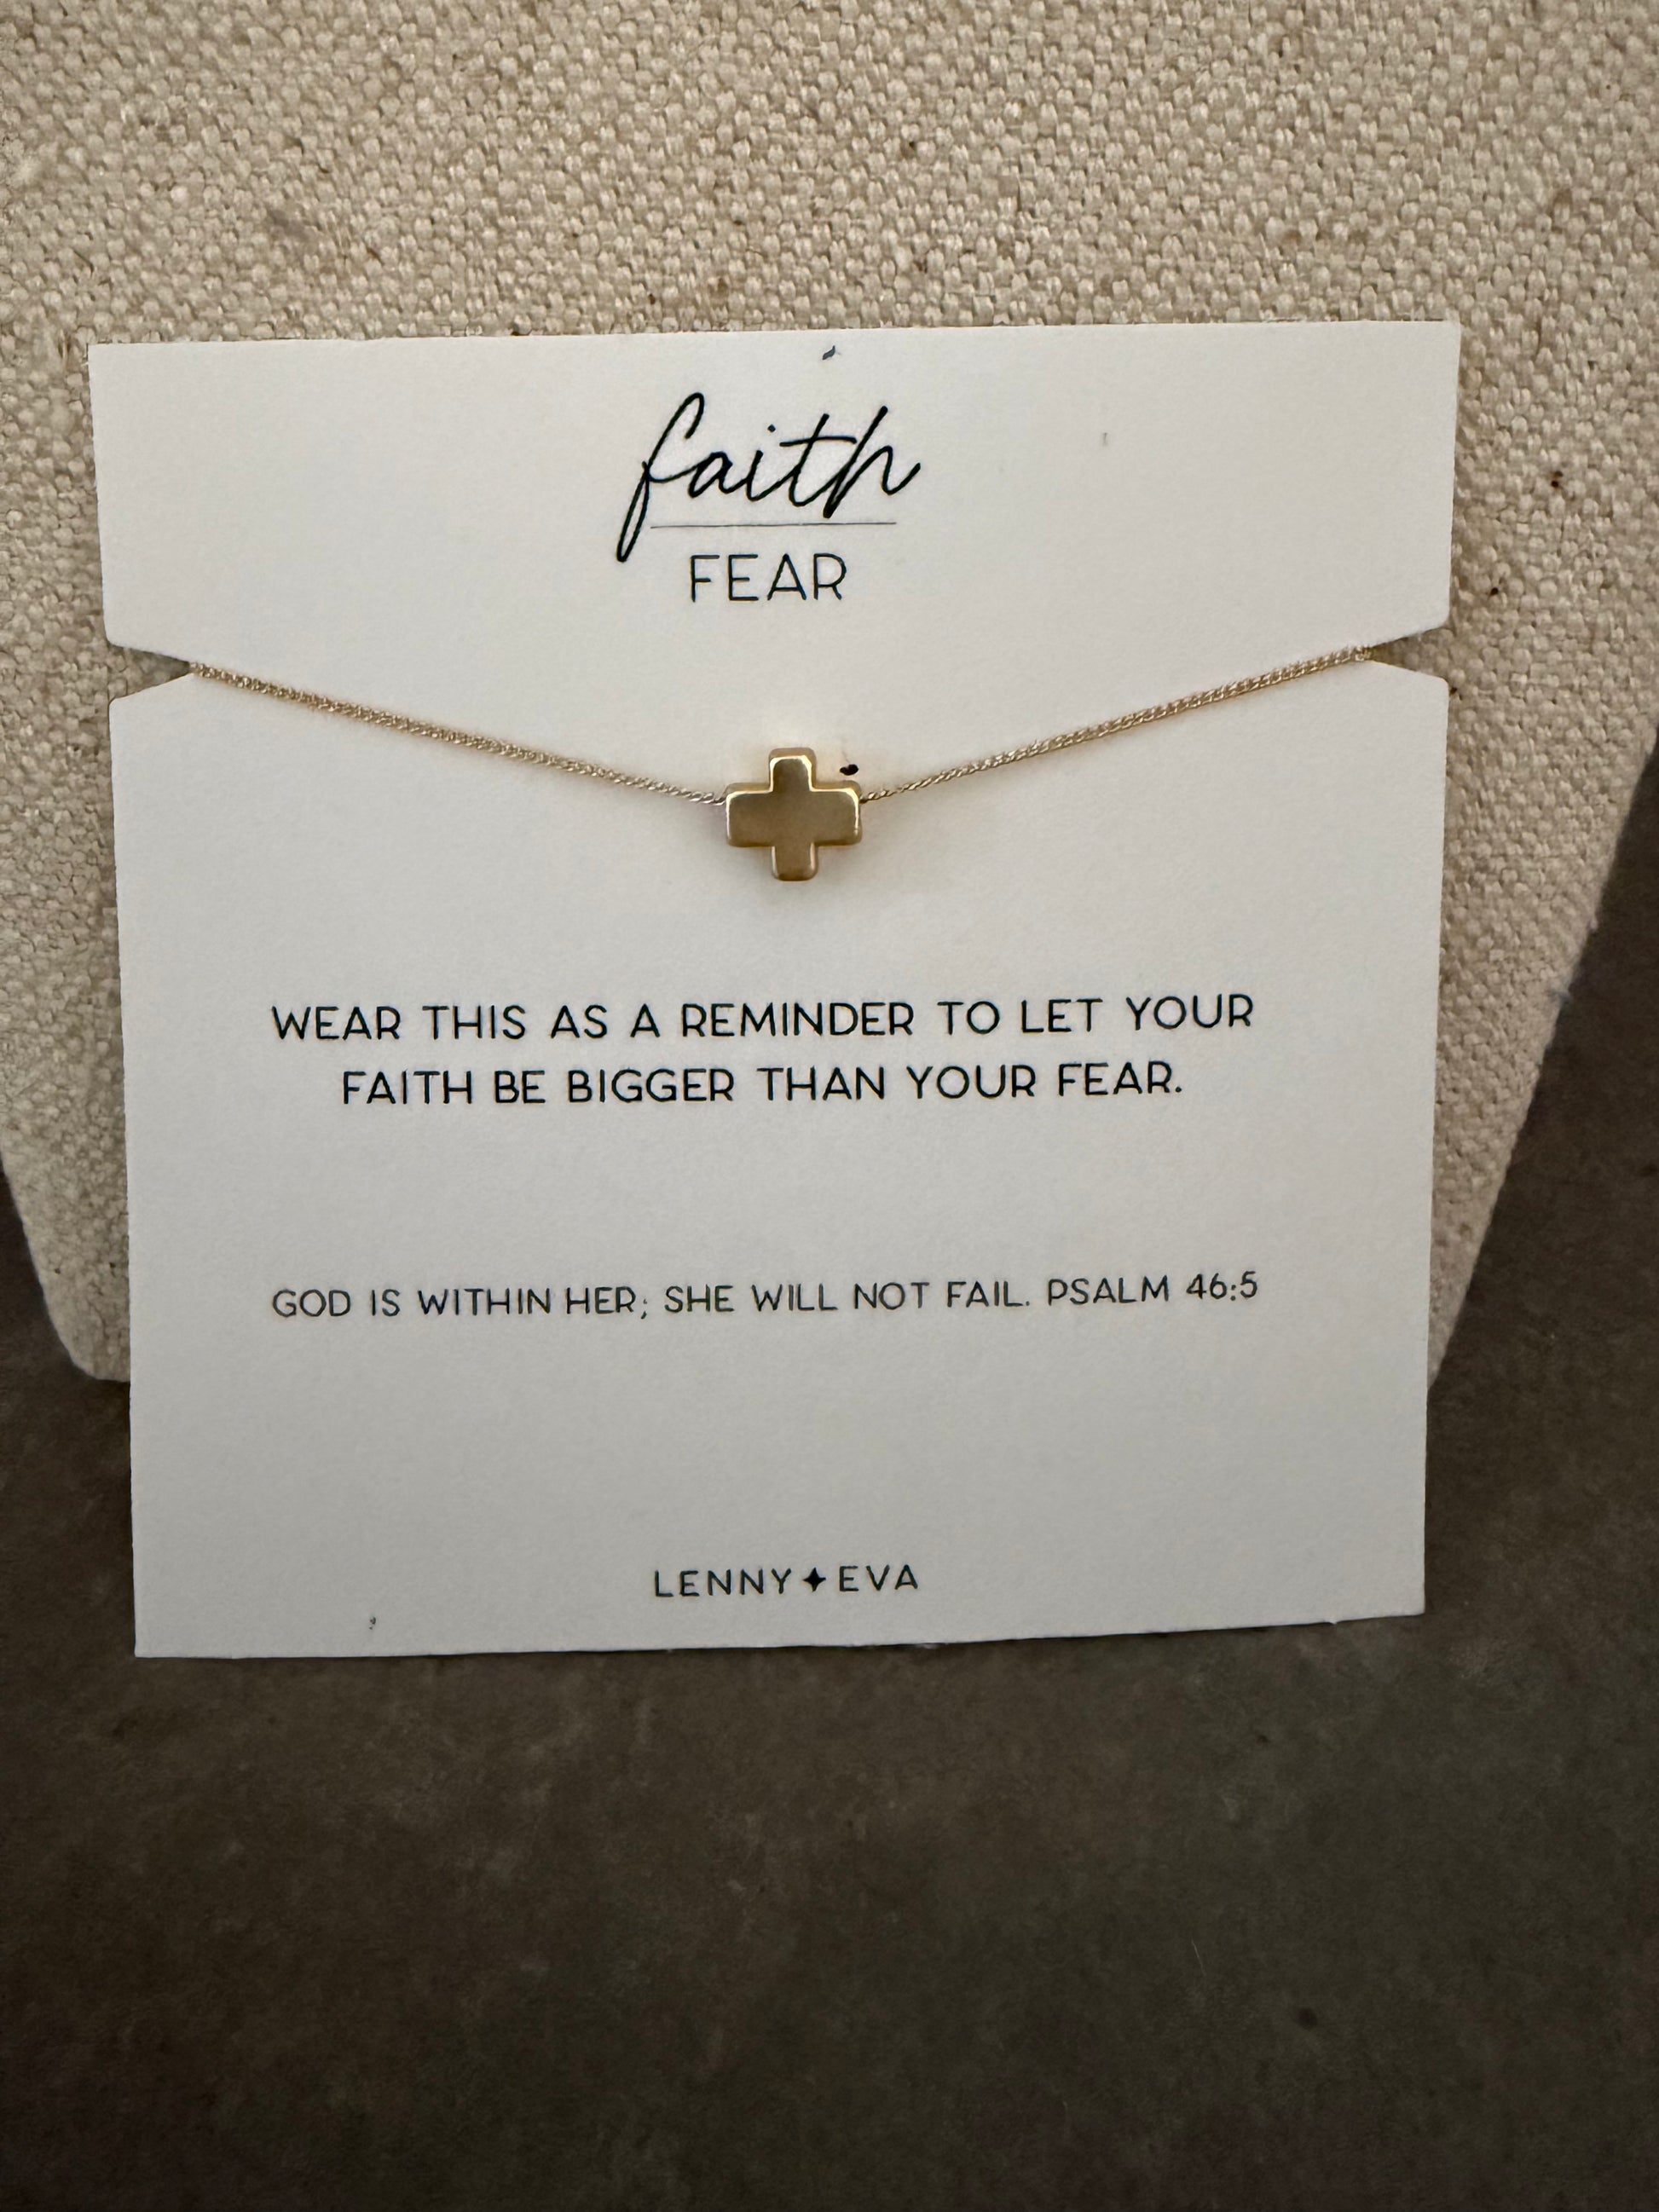 faith
FEAR
WEAR THIS AS A REMINDER TO LET YOUR
FAITH BE BIGGER THAN YOUR FEAR.
GOD IS WITHIN HER; SHE WILL NOT FAIL. PSALM 46:5
LENNY✦EVA